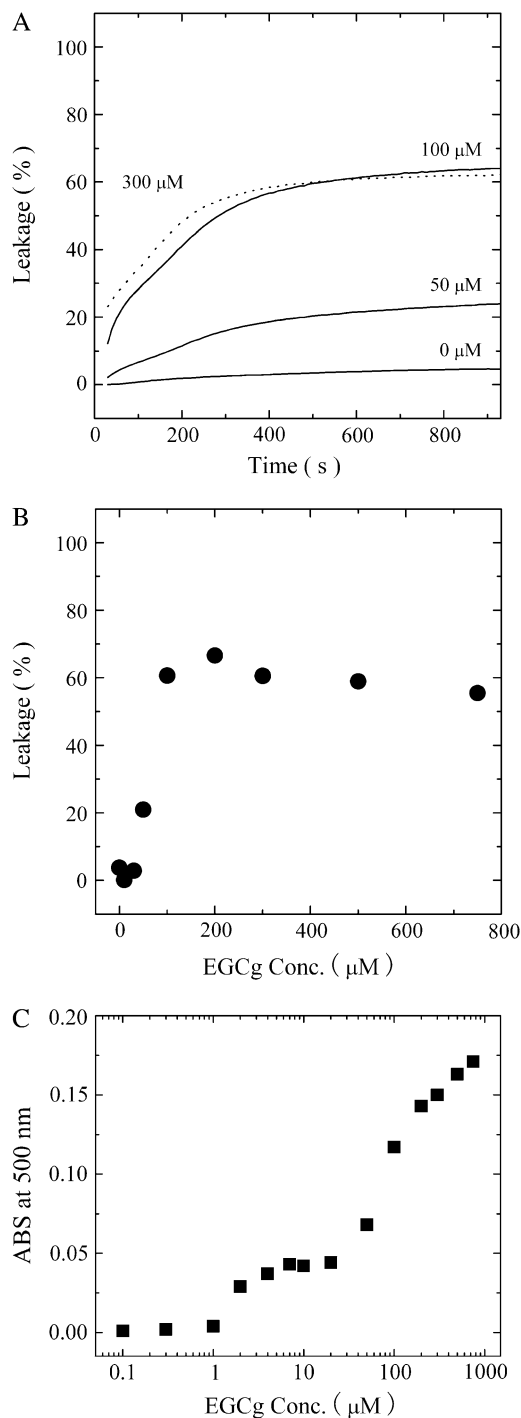 A
Leakage ( % )
100
80
60
40
20
0
300 μM
100 μM
50 μM
0 μM
0
200
400
600
800
Time ( s )
B
Leakage ( % )
100
80
60
40
20
0
0
200
400
600
800
EGCg Conc. ( μM )
C
ABS at 500 nm
0.20
0.15
0.10
0.05
0.00
0.1
1
10
100
1000
EGCg Conc. ( μM )